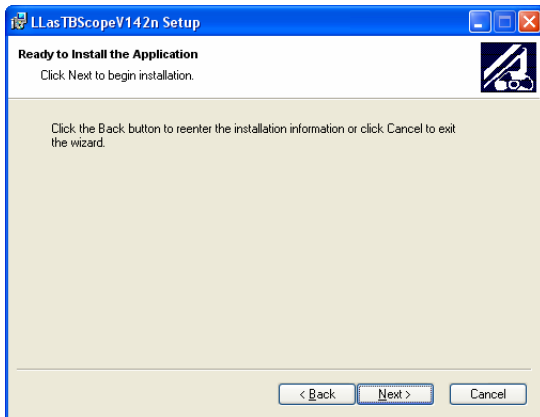 LLasTBScopeV142n Setup
Ready to Install the Application
Click Next to begin installation.
Click the Back button to reenter the installation information or click Cancel to exit
the wizard.
< Back
Next >
Cancel